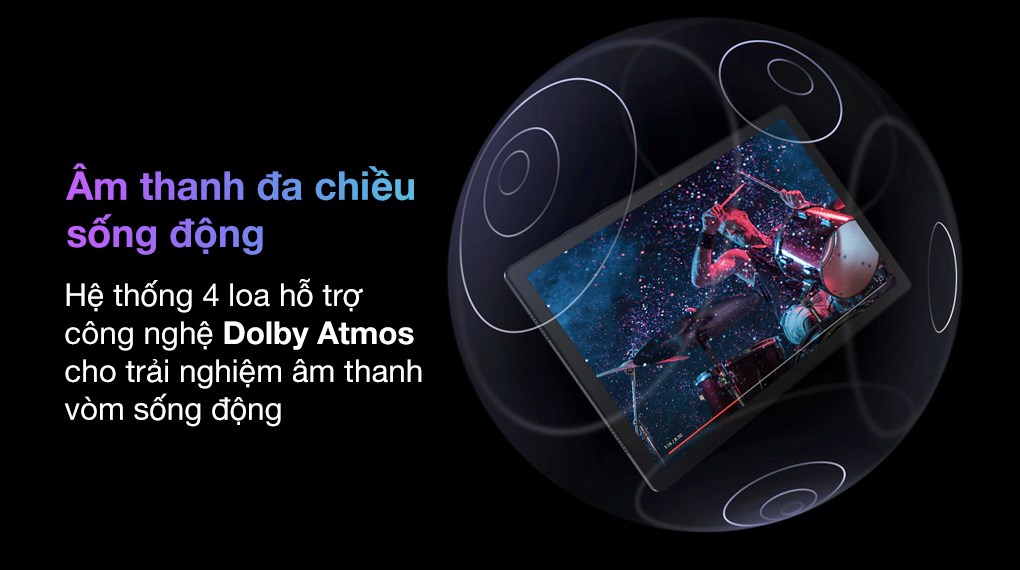 Âm thanh đa chiều
sống động
Hệ thống 4 loa hỗ trợ
công nghệ Dolby Atmos
cho trải nghiệm âm thanh
vòm sống động